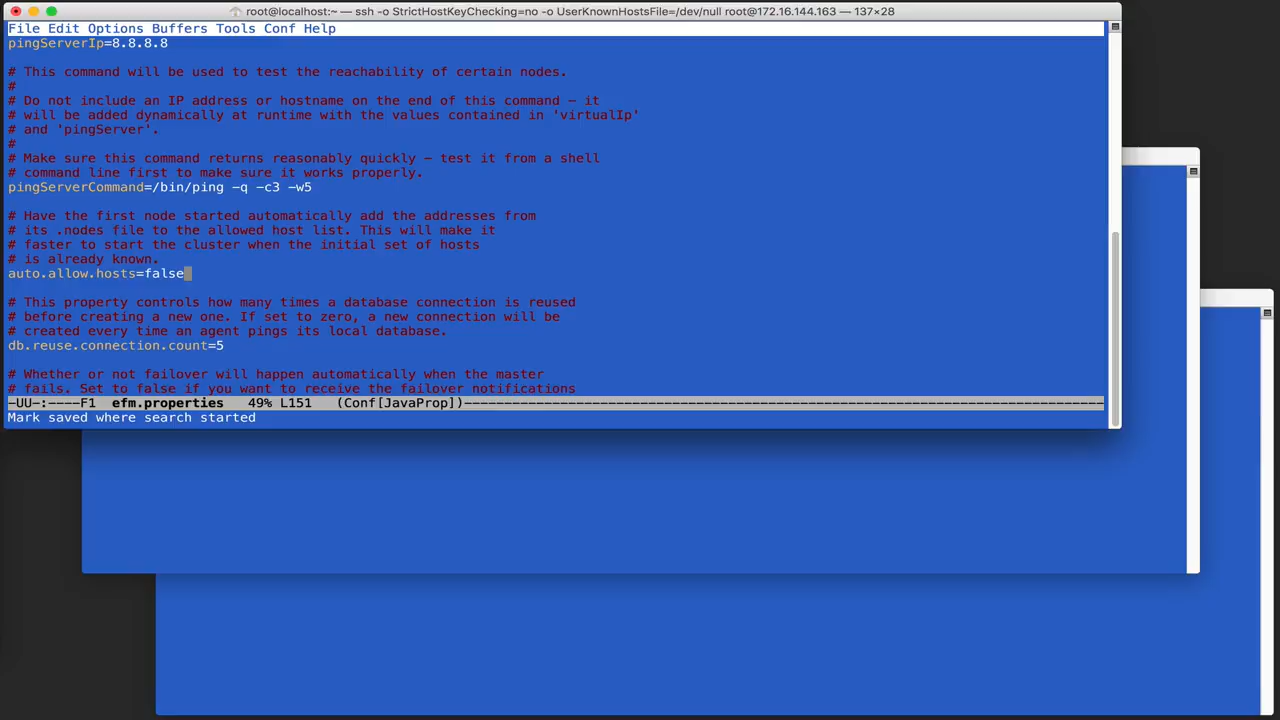 root@localhost:~ — ssh -o StrictHostKeyChecking=no -o UserKnownHostsFile=/dev/null root@172.16.144.163 — 137×28
File Edit Options Buffers Tools Conf Help
pingServerIp=8.8.8.8
# This command will be used to test the reachability of certain nodes.
#
# Do not include an IP address or hostname on the end of this command - it
# will be added dynamically at runtime with the values contained in 'virtualIp'
# and 'pingServer'.
#
# Make sure this command returns reasonably quickly - test it from a shell
# command line first to make sure it works properly.
pingServerCommand=/bin/ping -q -c3 -w5
# Have the first node started automatically add the addresses from
# its .nodes file to the allowed host list. This will make it
# faster to start the cluster when the initial set of hosts
# is already known.
auto.allow.hosts=false
# This property controls how many times a database connection is reused
# before creating a new one. If set to zero, a new connection will be
# created every time an agent pings its local database.
db.reuse.connection.count=5
# Whether or not failover will happen automatically when the master
# fails. Set to false if you want to receive the failover notifications
-UU-:----F1  efm.properties   49% L151   (Conf[JavaProp])--------------------------------------------------------------------------------
Mark saved where search started